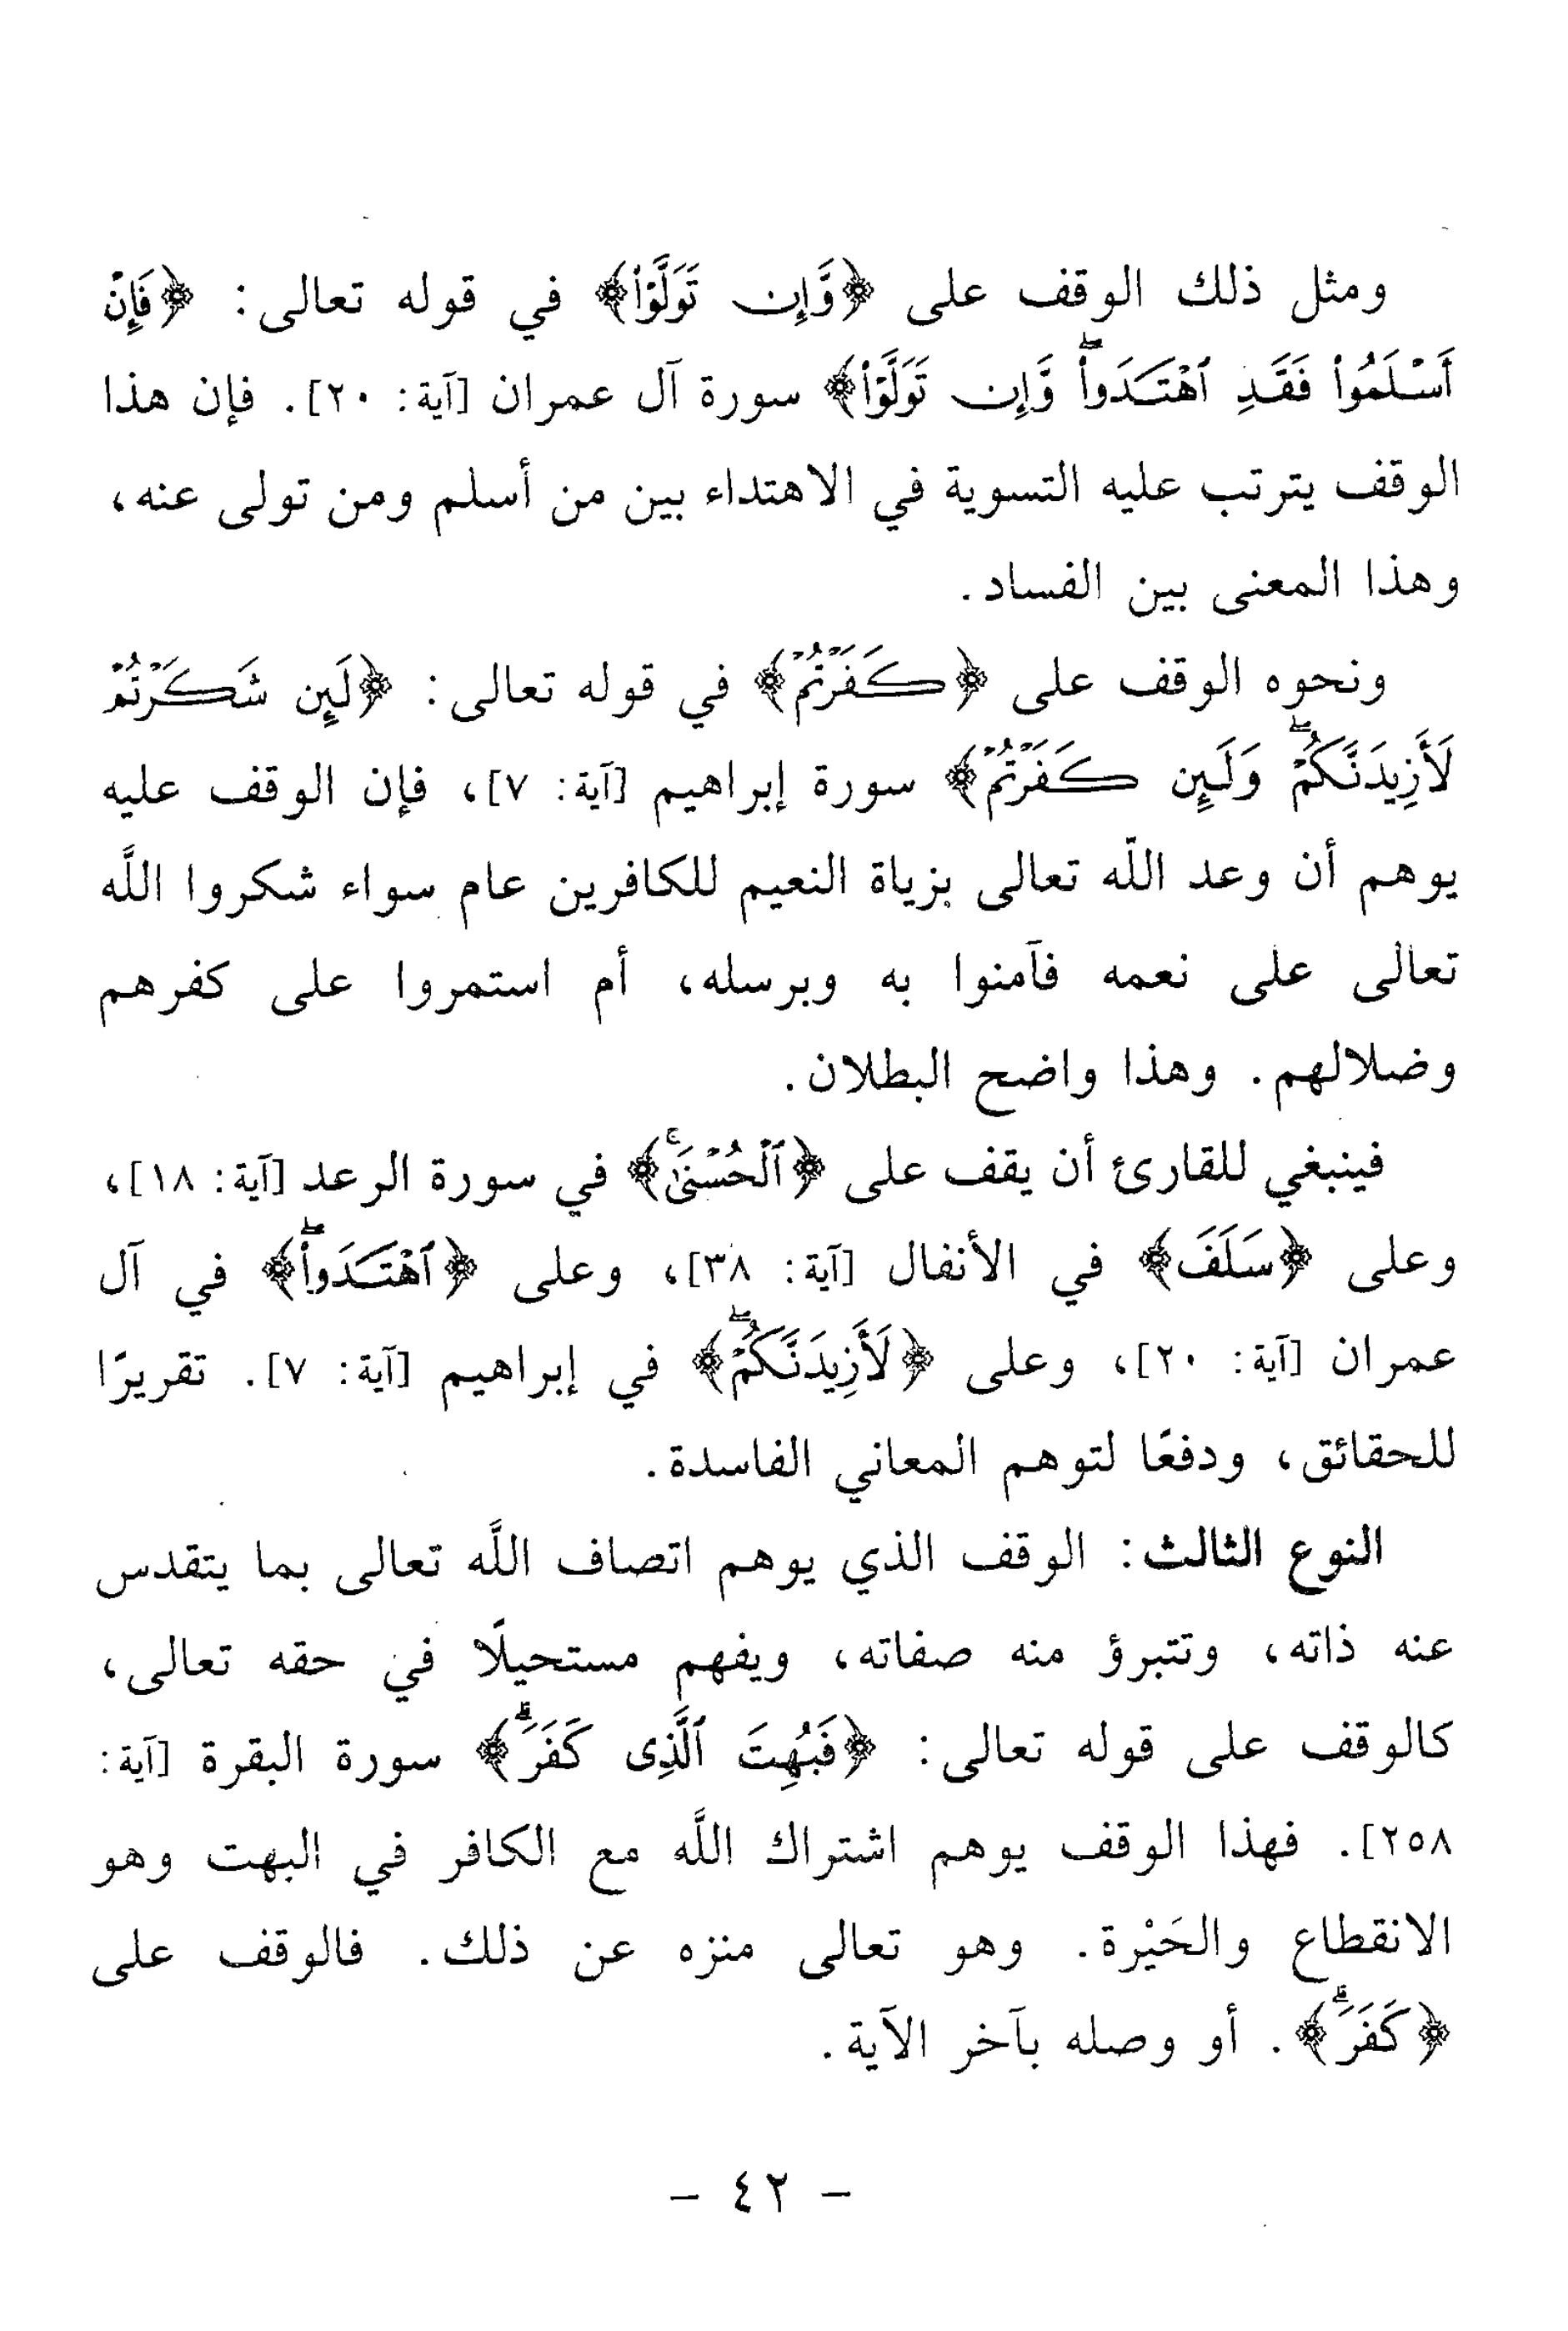 ومثل ذلك الوقف على ﴿وَّإِن تَوَلَّوْا۟﴾ في قوله تعالى: ﴿فَإِنْ
أَسْلَمُوا۟ فَقَدِ ٱهْتَدَوا۟ۖ وَّإِن تَوَلَّوْا۟﴾ سورة آل عمران [آية: ٢٠]. فإن هذا
الوقف يترتب عليه التسوية في الاهتداء بين من أسلم ومن تولى عنه،
وهذا المعنى بين الفساد.
ونحوه الوقف على ﴿كَفَرْتُمْ﴾ في قوله تعالى: ﴿لَئِن شَكَرْتُمْ
لَأَزِيدَنَّكُمْۖ وَلَئِن كَفَرْتُمْ﴾ سورة إبراهيم [آية: ٧]، فإن الوقف عليه
يوهم أن وعد اللَّه تعالى بزياة النعيم للكافرين عام سواء شكروا اللَّه
تعالى على نعمه فآمنوا به وبرسله، أم استمروا على كفرهم
وضلالهم. وهذا واضح البطلان.
فينبغي للقارئ أن يقف على ﴿ٱلْحُسْنَىٰۚ﴾ في سورة الرعد [آية: ١٨]،
وعلى ﴿سَلَفَ﴾ في الأنفال [آية: ٣٨]، وعلى ﴿ٱهْتَدَوا۟ۖ﴾ في آل
عمران [آية: ٢٠]، وعلى ﴿لَأَزِيدَنَّكُمْۖ﴾ في إبراهيم [آية: ٧]. تقريرًا
للحقائق، ودفعًا لتوهم المعاني الفاسدة.
النوع الثالث: الوقف الذي يوهم اتصاف اللَّه تعالى بما يتقدس
عنه ذاته، وتتبرؤ منه صفاته، ويفهم مستحيلًا في حقه تعالى،
كالوقف على قوله تعالى: ﴿فَبُهِتَ ٱلَّذِى كَفَرَۗ﴾ سورة البقرة [آية:
٢٥٨]. فهذا الوقف يوهم اشتراك اللَّه مع الكافر في البهت وهو
الانقطاع والحَيْرة. وهو تعالى منزه عن ذلك. فالوقف على
﴿كَفَرَۗ﴾. أو وصله بآخر الآية.
- ٤٢ -